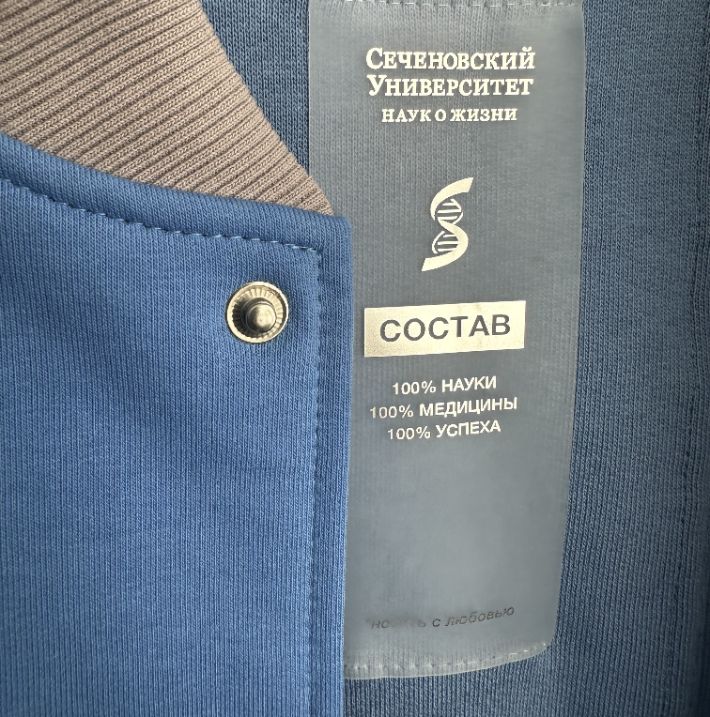 Сеченовский
Университет
наук о жизни
СОСТАВ
100% НАУКИ
100% МЕДИЦИНЫ
100% УСПЕХА
с любовью